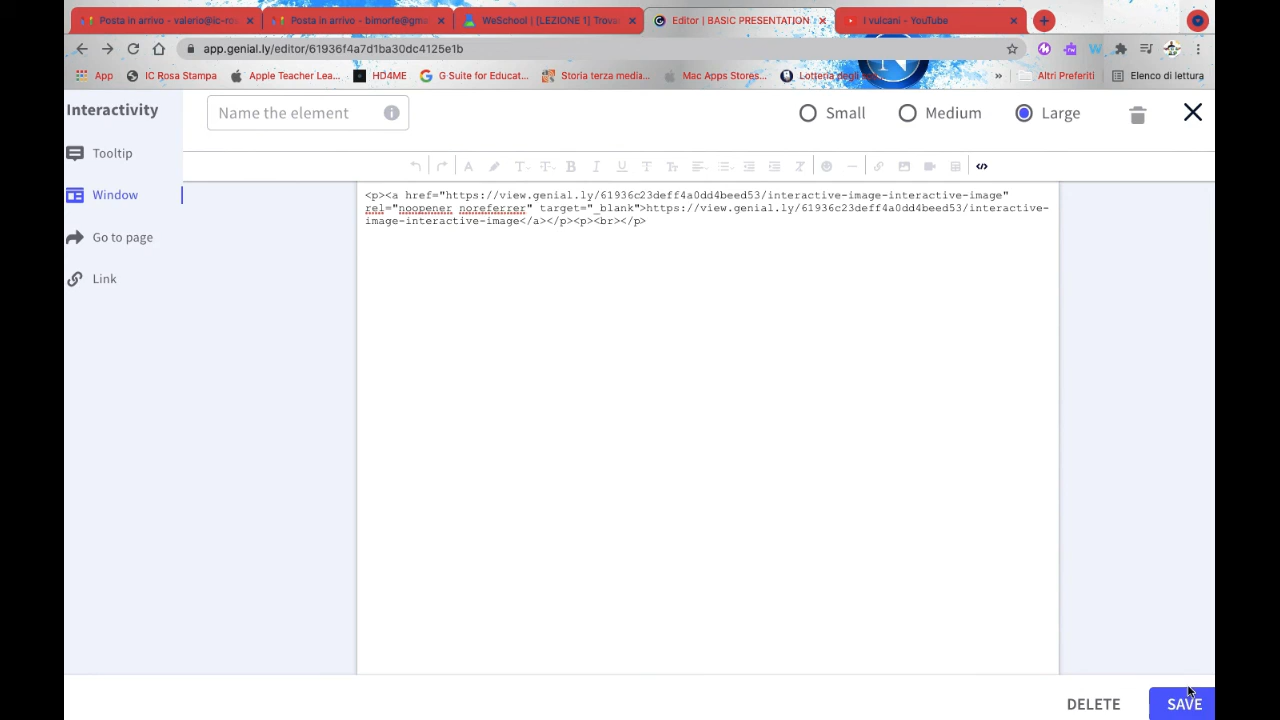 Posta in arrivo - valerio@ic-ro
Posta in arrivo - bimorfe@gma
WeSchool | [LEZIONE 1] Trova
Editor | BASIC PRESENTATION
I vulcani - YouTube
app.genial.ly/editor/61936f4a7d1ba30dc4125e1b
App
IC Rosa Stampa
Apple Teacher Lea...
HD4ME
G Suite for Educat...
Storia terza media...
Mac Apps Stores...
Lotteria degli
»
Altri Preferiti
Elenco di lettura
Interactivity
Name the element
Small
Medium
Large
Tooltip
Window
Go to page
Link
<p><a href="https://view.genial.ly/61936c23deff4a0dd4beed53/interactive-image-interactive-image"
rel="noopener noreferrer" target="_blank">https://view.genial.ly/61936c23deff4a0dd4beed53/interactive-
image-interactive-image</a></p><p><br></p>
DELETE
SAVE